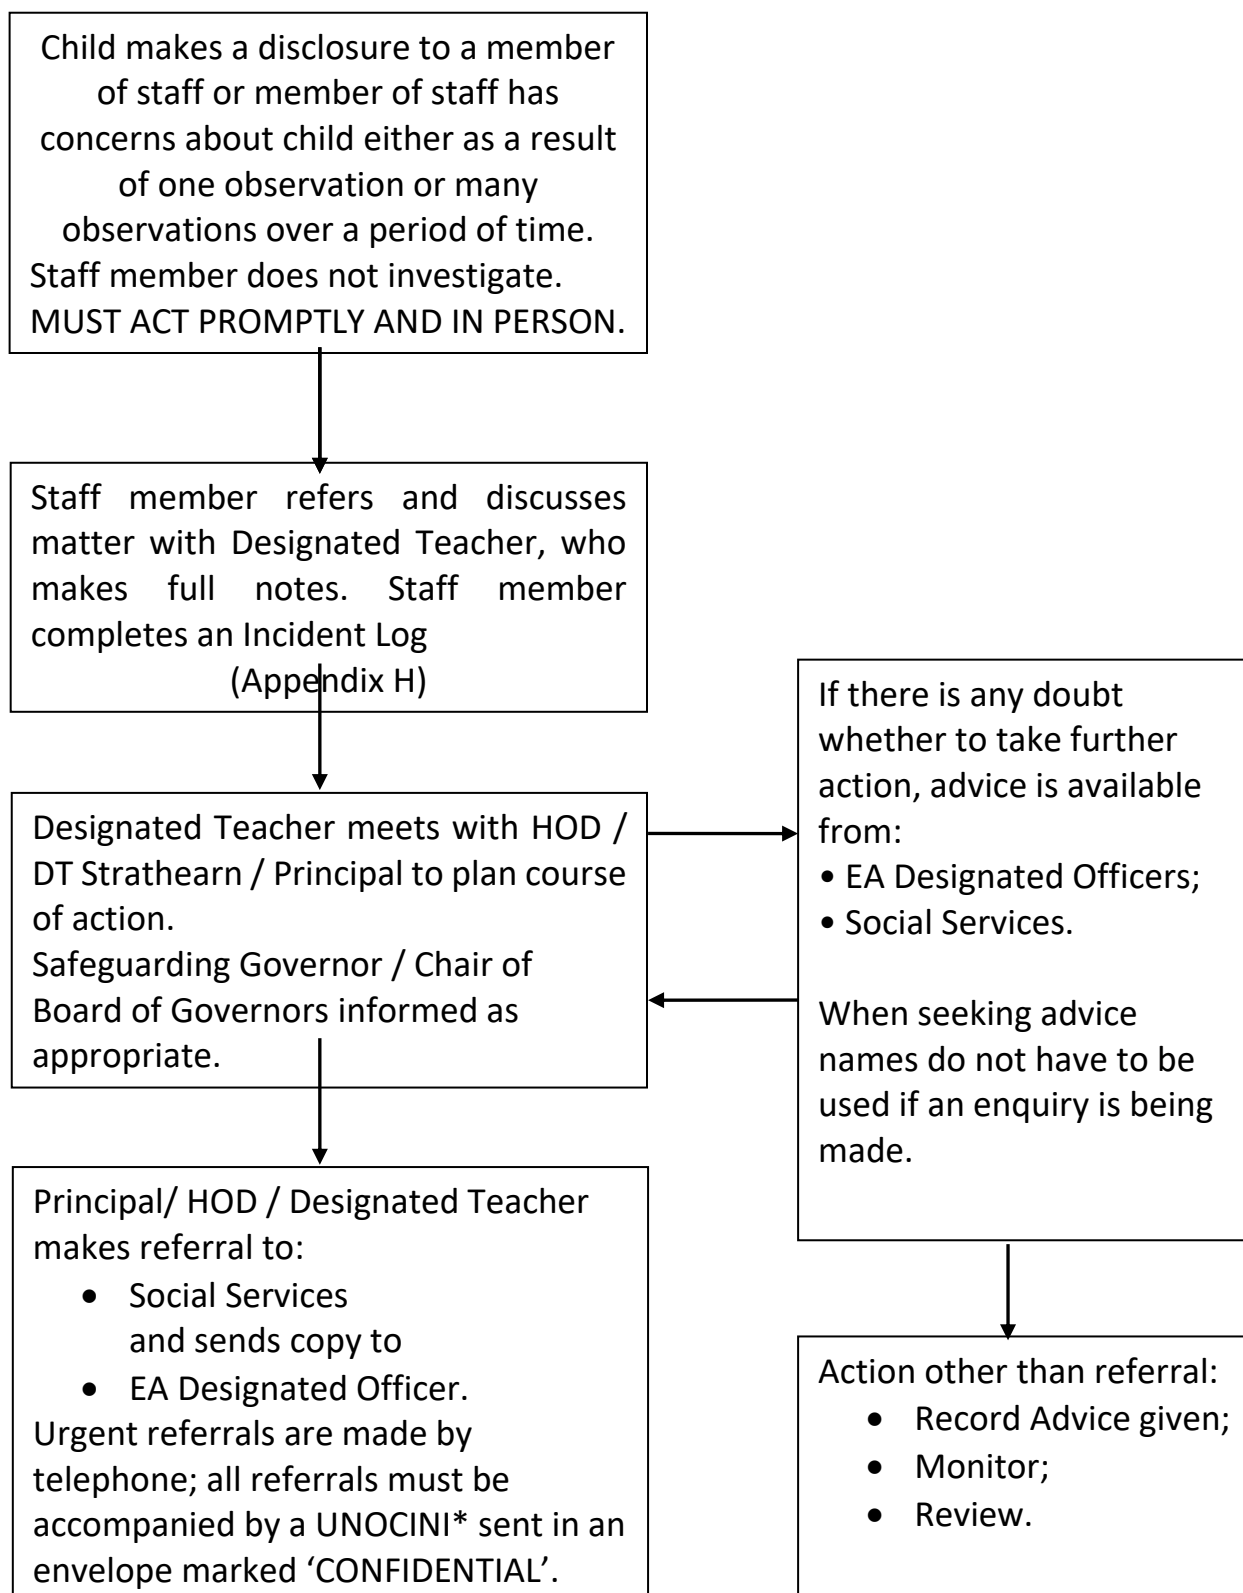 Child makes a disclosure to a member
of staff or member of staff has
concerns about child either as a result
of one observation or many
observations over a period of time.
Staff member does not investigate.
MUST ACT PROMPTLY AND IN PERSON.
Staff member refers and discusses
matter with Designated Teacher, who
makes full notes. Staff member
completes an Incident Log
(Appendix H)
Designated Teacher meets with HOD /
DT Strathearn / Principal to plan course
of action.
Safeguarding Governor / Chair of
Board of Governors informed as
appropriate.
If there is any doubt
whether to take further
action, advice is available
from:
• EA Designated Officers;
• Social Services.
When seeking advice
names do not have to be
used if an enquiry is being
made.
Principal/ HOD / Designated Teacher
makes referral to:
• Social Services
and sends copy to
• EA Designated Officer.
Urgent referrals are made by
telephone; all referrals must be
accompanied by a UNOCINI* sent in an
envelope marked ‘CONFIDENTIAL’.
Action other than referral:
• Record Advice given;
• Monitor;
• Review.